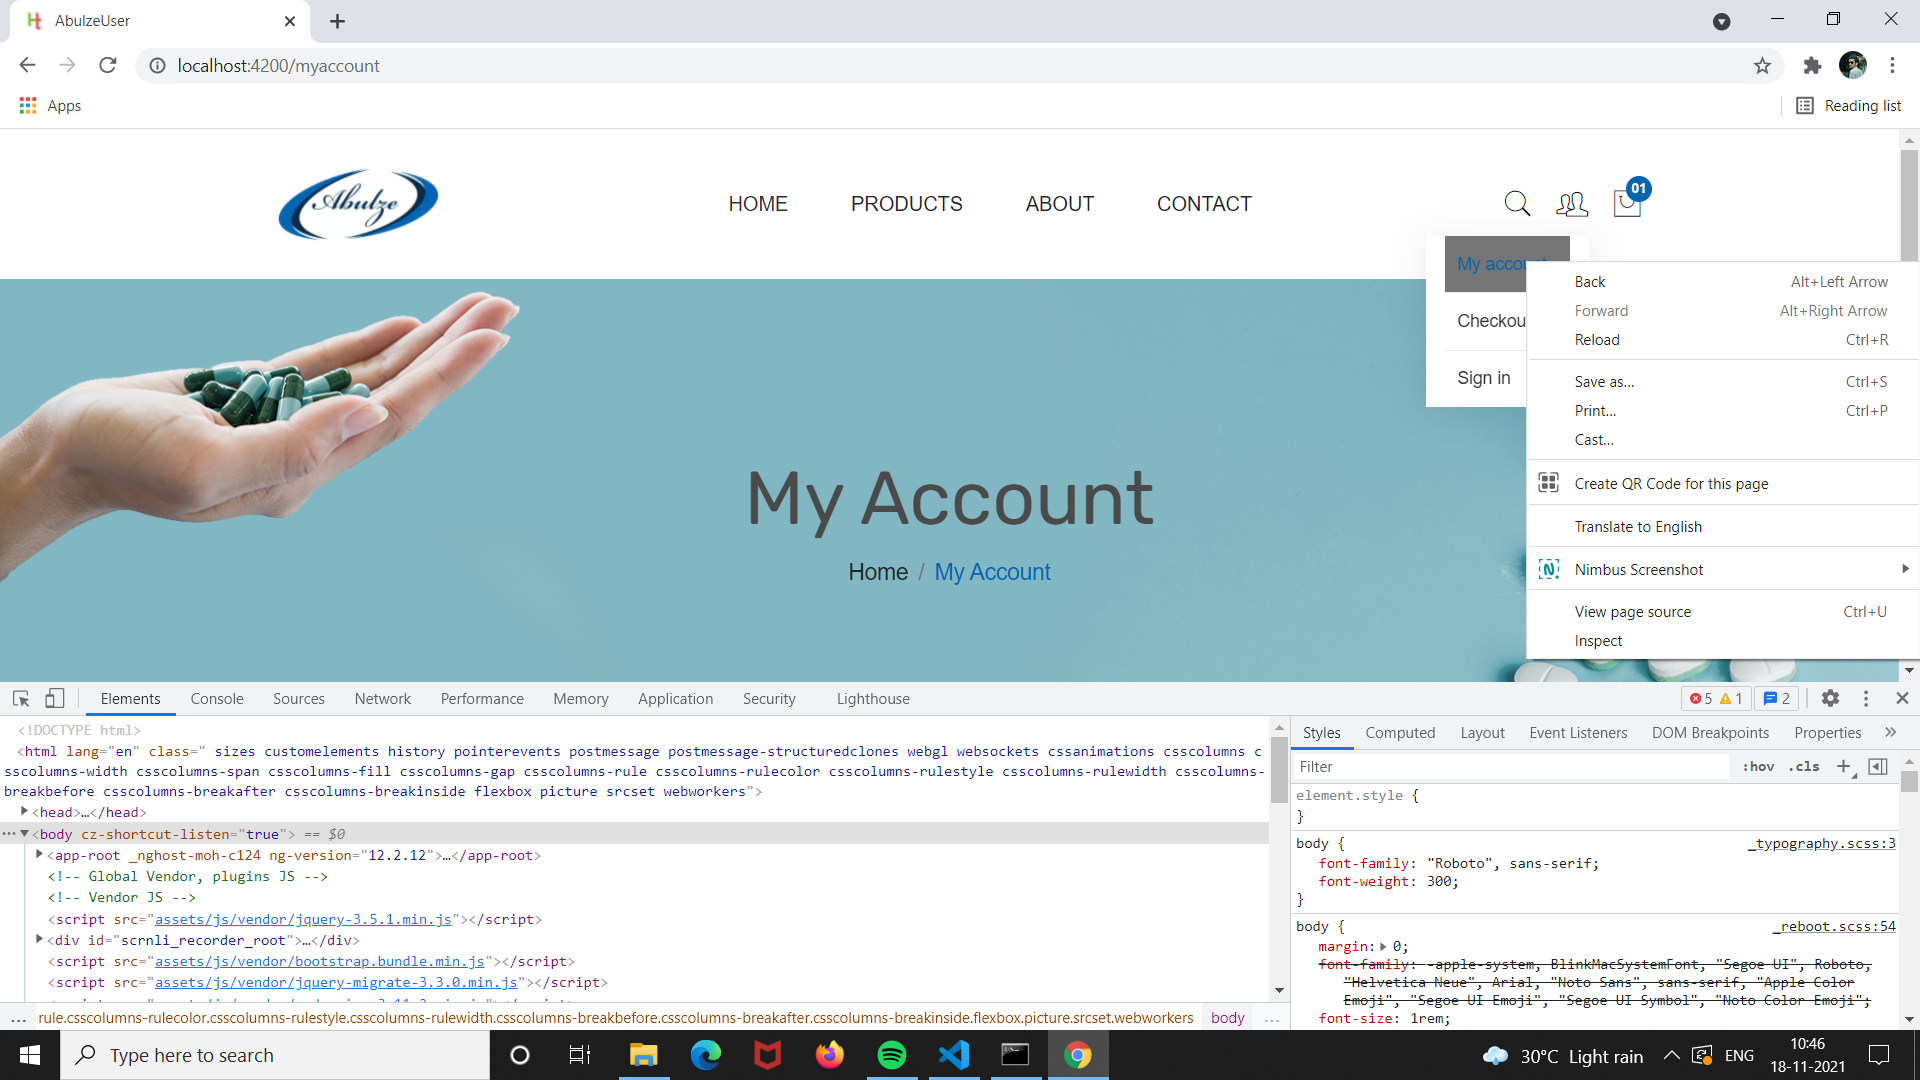 AbulzeUser
localhost:4200/myaccount
Apps
Reading list
Abulze
HOME
PRODUCTS
ABOUT
CONTACT
01
My account
Back Alt+Left Arrow
Forward Alt+Right Arrow
Checkou
Reload Ctrl+R
Sign in
Save as... Ctrl+S
Print... Ctrl+P
Cast...
Create QR Code for this page
Translate to English
Nimbus Screenshot
View page source Ctrl+U
Inspect
My Account
Home / My Account
Elements Console Sources Network Performance Memory Application Security Lighthouse
5 1 2
<!DOCTYPE html>
<html lang="en" class=" sizes customelements history pointerevents postmessage postmessage-structuredclones webgl websockets cssanimations csscolumns c
sscolumns-width csscolumns-span csscolumns-fill csscolumns-gap csscolumns-rule csscolumns-rulecolor csscolumns-rulestyle csscolumns-rulewidth csscolumns-
breakbefore csscolumns-breakafter csscolumns-breakinside flexbox picture srcset webworkers">
<head>…</head>
<body cz-shortcut-listen="true"> == $0
<app-root _nghost-moh-c124 ng-version="12.2.12">…</app-root>
<!-- Global Vendor, plugins JS -->
<!-- Vendor JS -->
<script src="assets/js/vendor/jquery-3.5.1.min.js"></script>
<div id="scrnli_recorder_root">…</div>
<script src="assets/js/vendor/bootstrap.bundle.min.js"></script>
<script src="assets/js/vendor/jquery-migrate-3.3.0.min.js"></script>
... rule.csscolumns-rulecolor.csscolumns-rulestyle.csscolumns-rulewidth.csscolumns-breakbefore.csscolumns-breakafter.csscolumns-breakinside.flexbox.picture.srcset.webworkers body ...
Styles Computed Layout Event Listeners DOM Breakpoints Properties »
Filter :hov .cls +
element.style {
}
body { _typography.scss:3
font-family: "Roboto", sans-serif;
font-weight: 300;
}
body { _reboot.scss:54
margin: 0;
font-family: -apple-system, BlinkMacSystemFont, "Segoe UI", Roboto,
"Helvetica Neue", Arial, "Noto Sans", sans-serif, "Apple Color
Emoji", "Segoe UI Emoji", "Segoe UI Symbol", "Noto Color Emoji";
font-size: 1rem;
Type here to search
30°C Light rain
ENG
10:46
18-11-2021